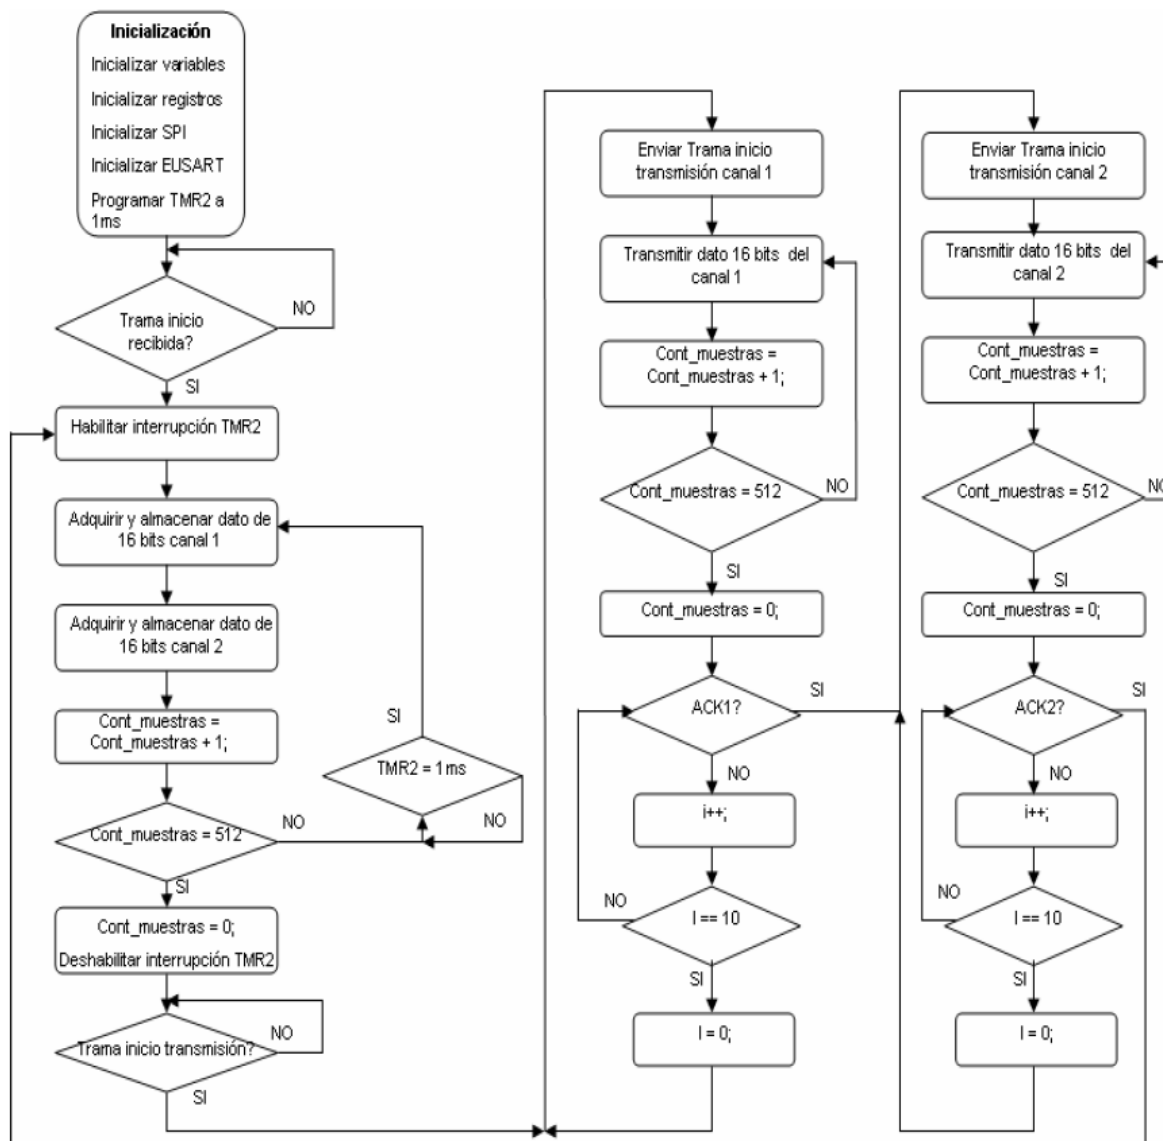 Inicialización
Inicializar variables
Inicializar registros
Inicializar SPI
Inicializar EUSART
Programar TMR2 a
1ms
Trama inicio
recibida?
NO
SI
Habilitar interrupción TMR2
Adquirir y almacenar dato de
16 bits canal 1
Adquirir y almacenar dato de
16 bits canal 2
Cont_muestras =
Cont_muestras + 1;
SI
TMR2 = 1ms
NO
Cont_muestras = 512
NO
SI
Cont_muestras = 0;
Deshabilitar interrupción TMR2
NO
Trama inicio transmisión?
SI
Enviar Trama inicio
transmisión canal 1
Transmitir dato 16 bits del
canal 1
Cont_muestras =
Cont_muestras + 1;
Cont_muestras = 512
NO
SI
Cont_muestras = 0;
ACK1?
SI
NO
i++;
NO
I == 10
SI
I = 0;
Enviar Trama inicio
transmisión canal 2
Transmitir dato 16 bits del
canal 2
Cont_muestras =
Cont_muestras + 1;
Cont_muestras = 512
NO
SI
Cont_muestras = 0;
ACK2?
SI
NO
i++;
NO
I == 10
SI
I = 0;